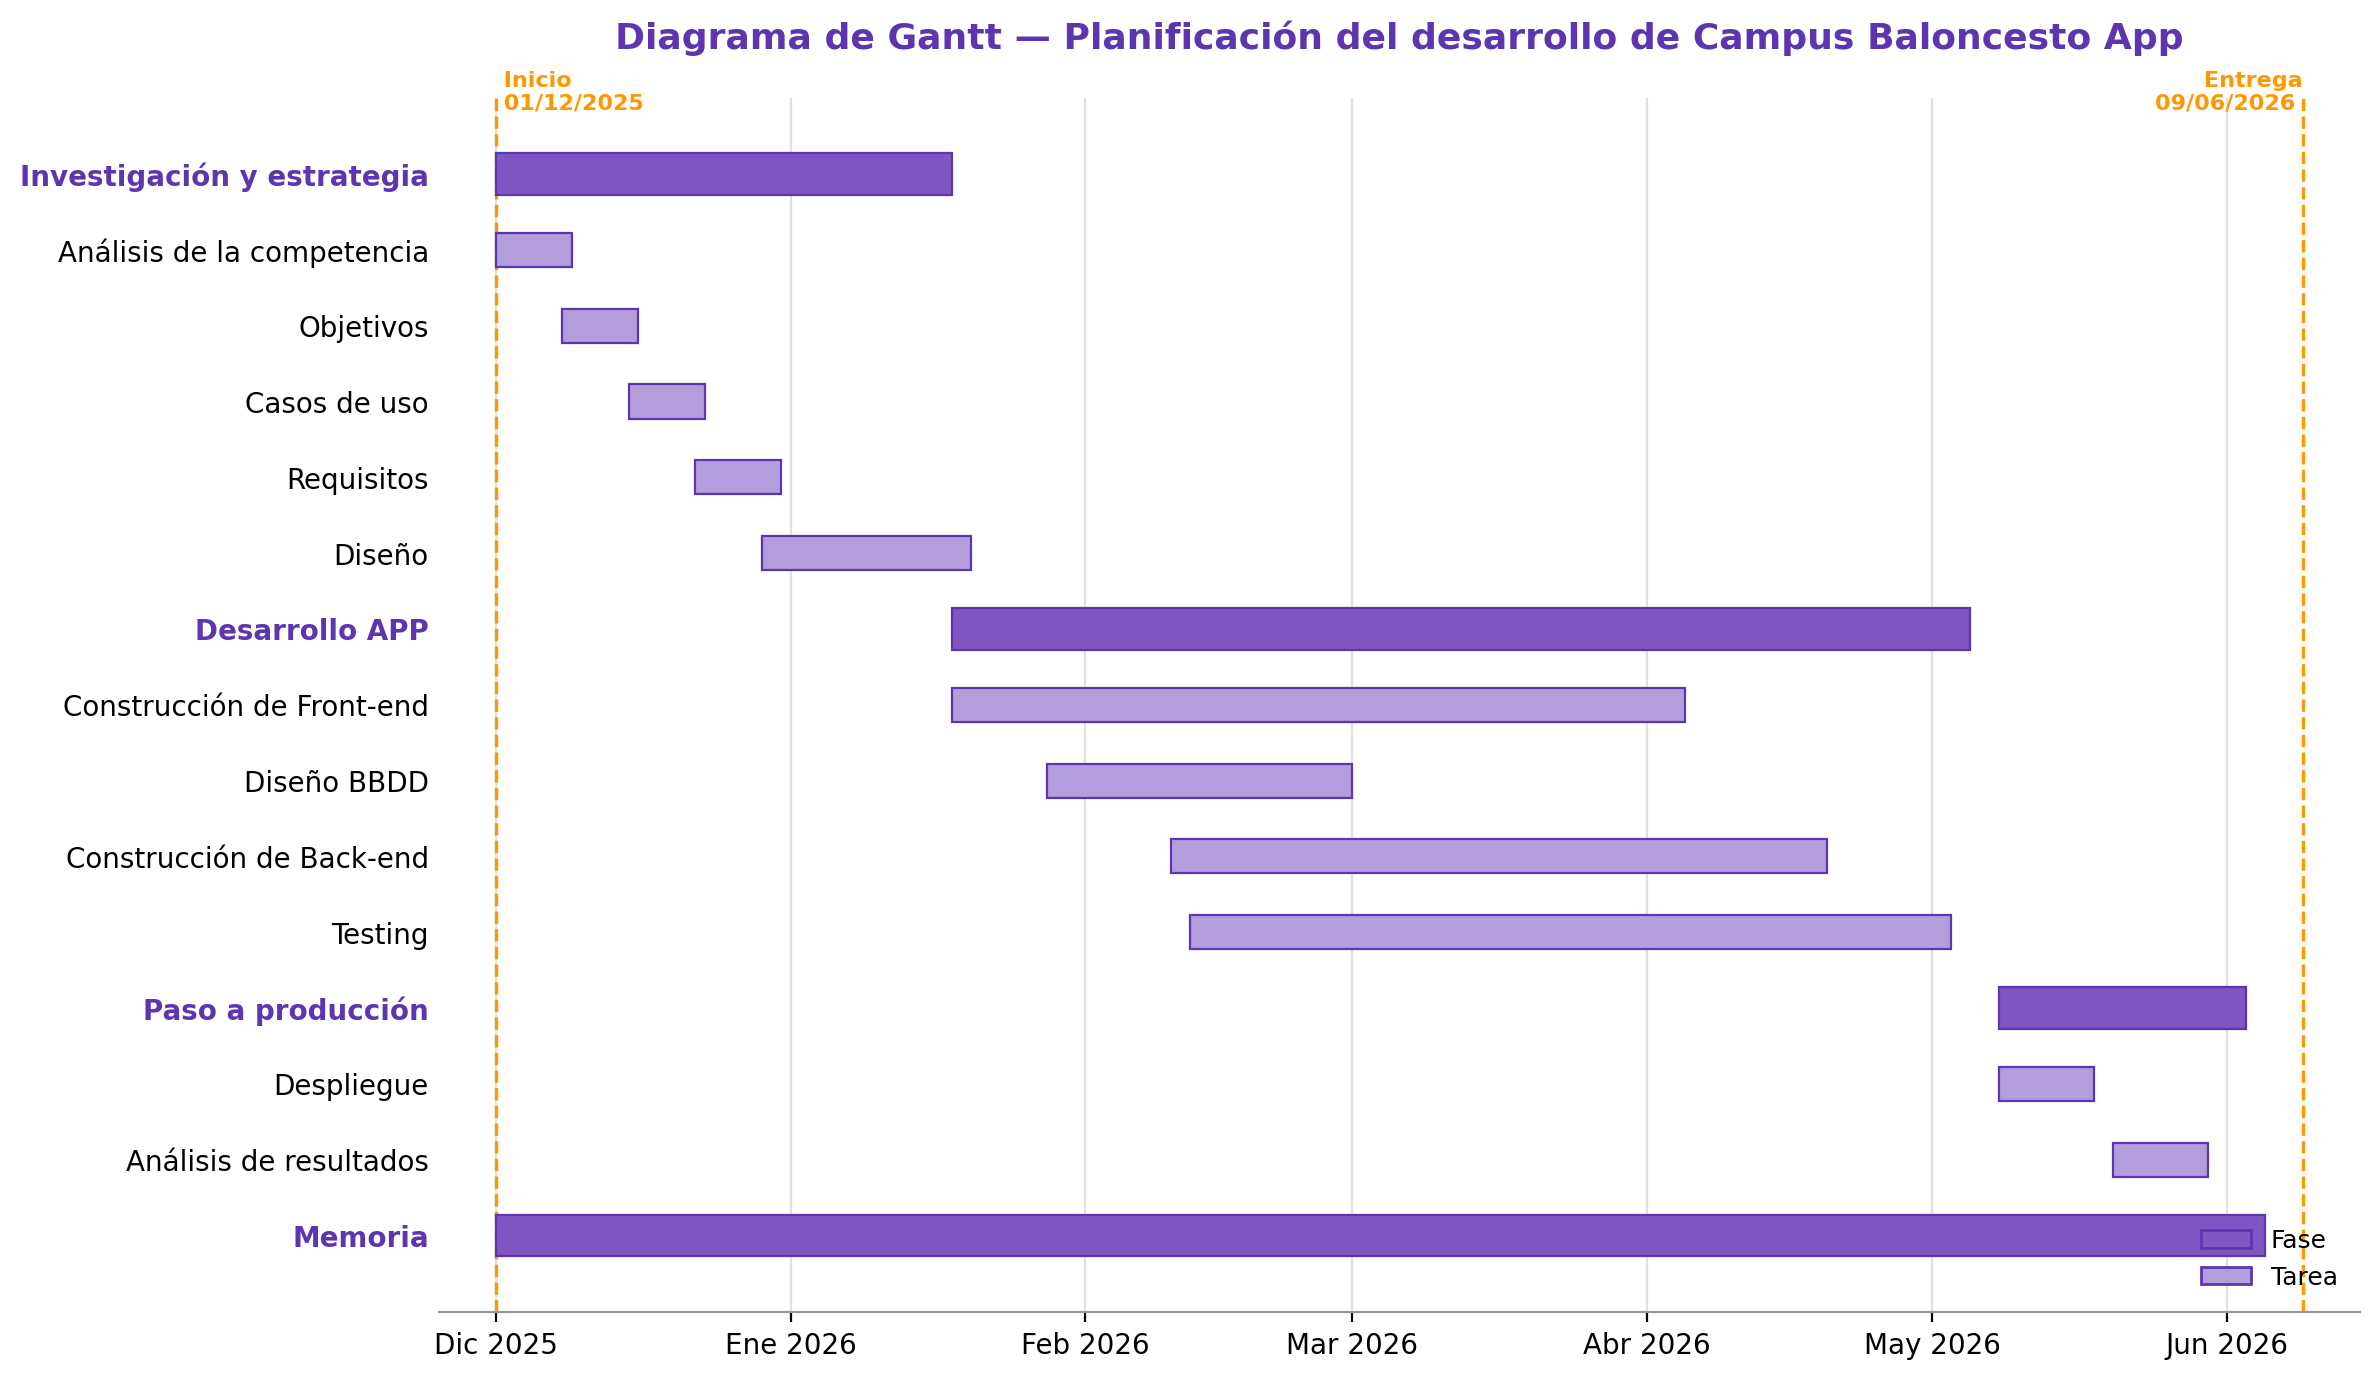 Diagrama de Gantt — Planificación del desarrollo de Campus Baloncesto App
Inicio
01/12/2025
Entrega
09/06/2026
Investigación y estrategia
Análisis de la competencia
Objetivos
Casos de uso
Requisitos
Diseño
Desarrollo APP
Construcción de Front-end
Diseño BBDD
Construcción de Back-end
Testing
Paso a producción
Despliegue
Análisis de resultados
Memoria
Fase
Tarea
Dic 2025
Ene 2026
Feb 2026
Mar 2026
Abr 2026
May 2026
Jun 2026